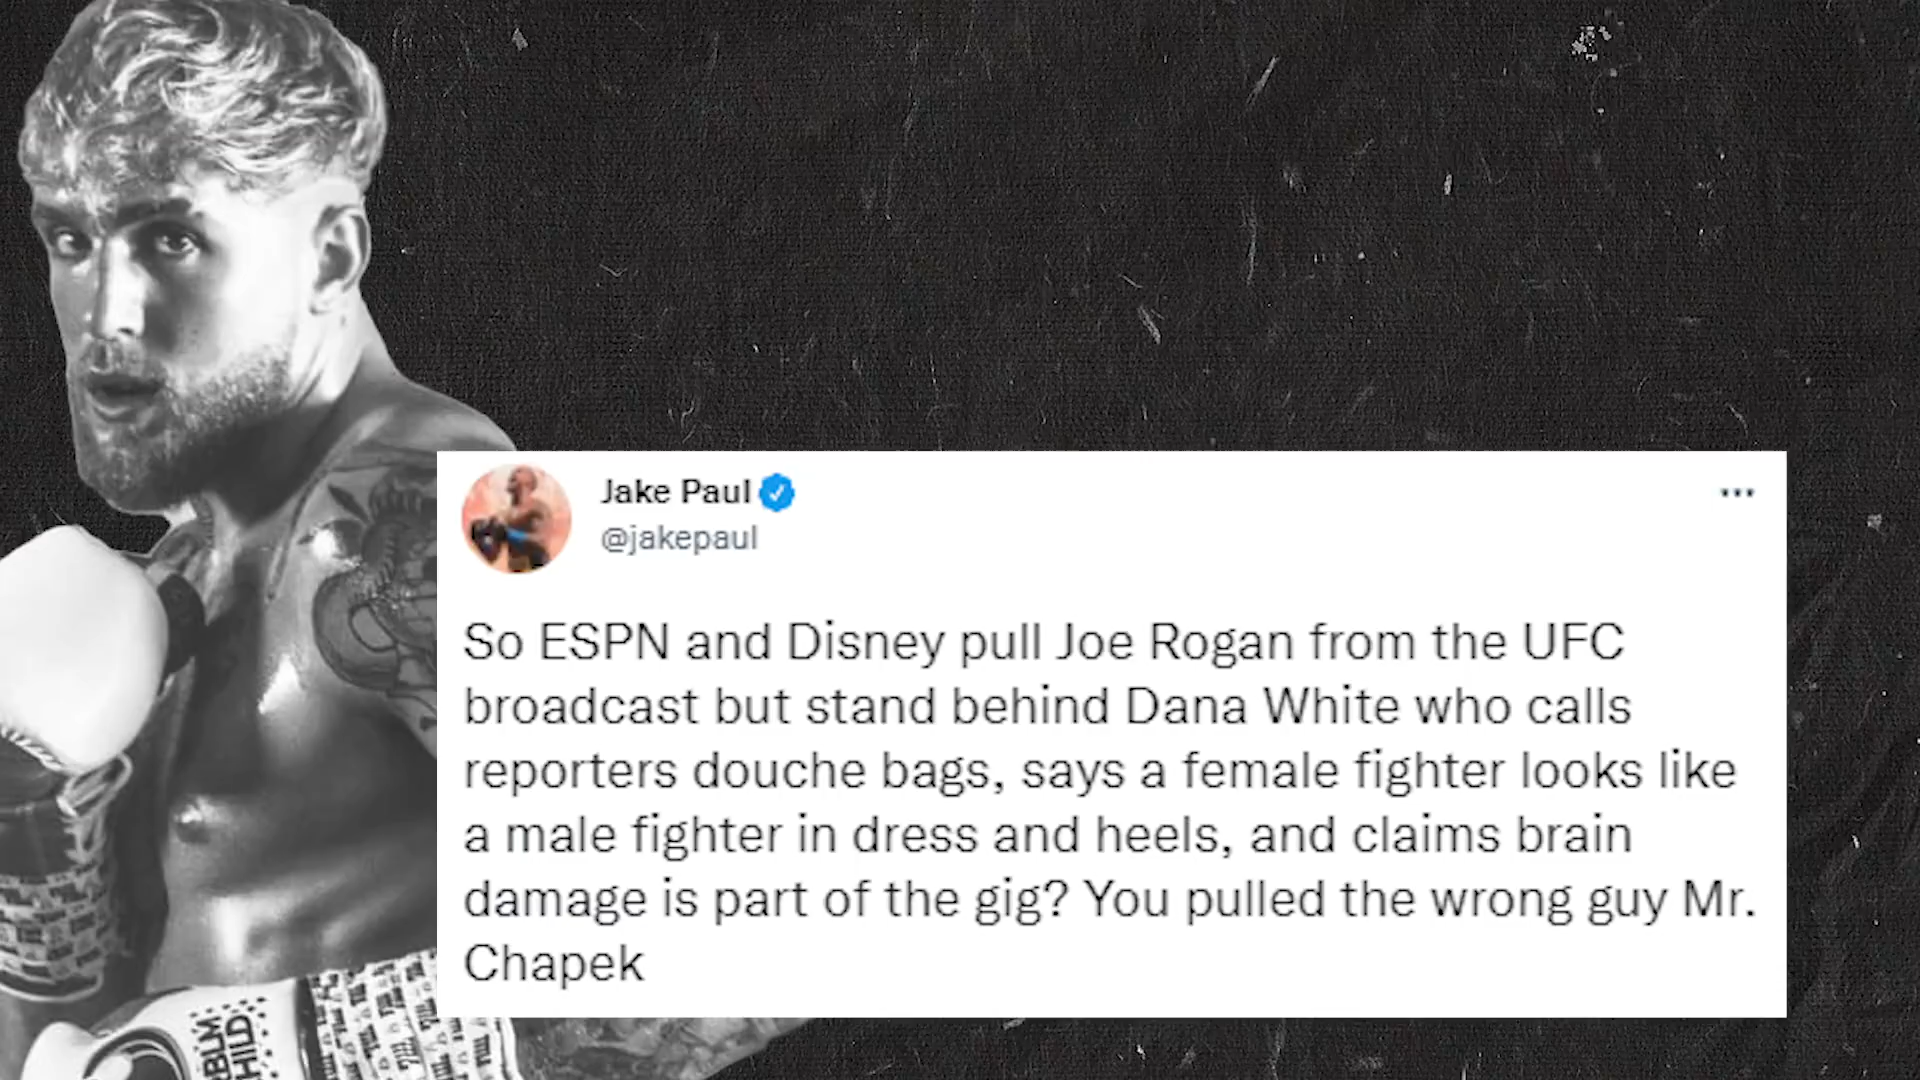 Jake Paul
@jakepaul
So ESPN and Disney pull Joe Rogan from the UFC
broadcast but stand behind Dana White who calls
reporters douche bags, says a female fighter looks like
a male fighter in dress and heels, and claims brain
damage is part of the gig? You pulled the wrong guy Mr.
Chapek